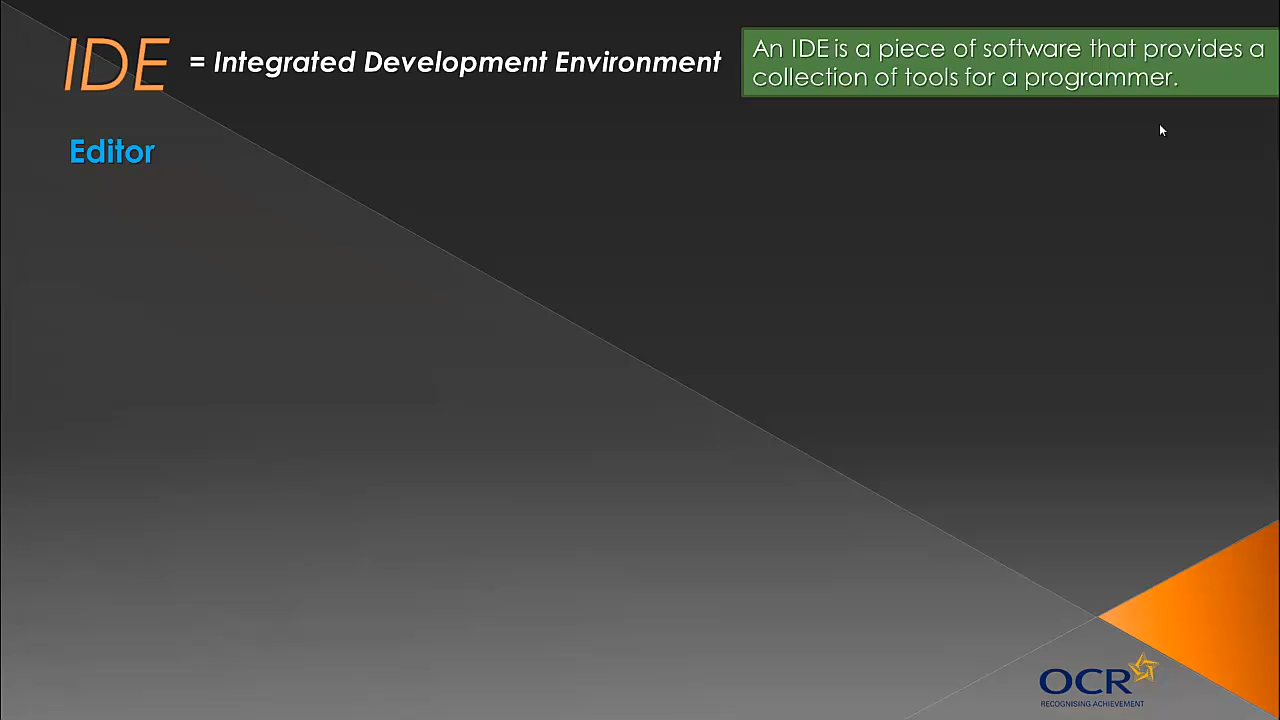 IDE = Integrated Development Environment
An IDE is a piece of software that provides a
collection of tools for a programmer.
Editor
OCR
RECOGNISING ACHIEVEMENT